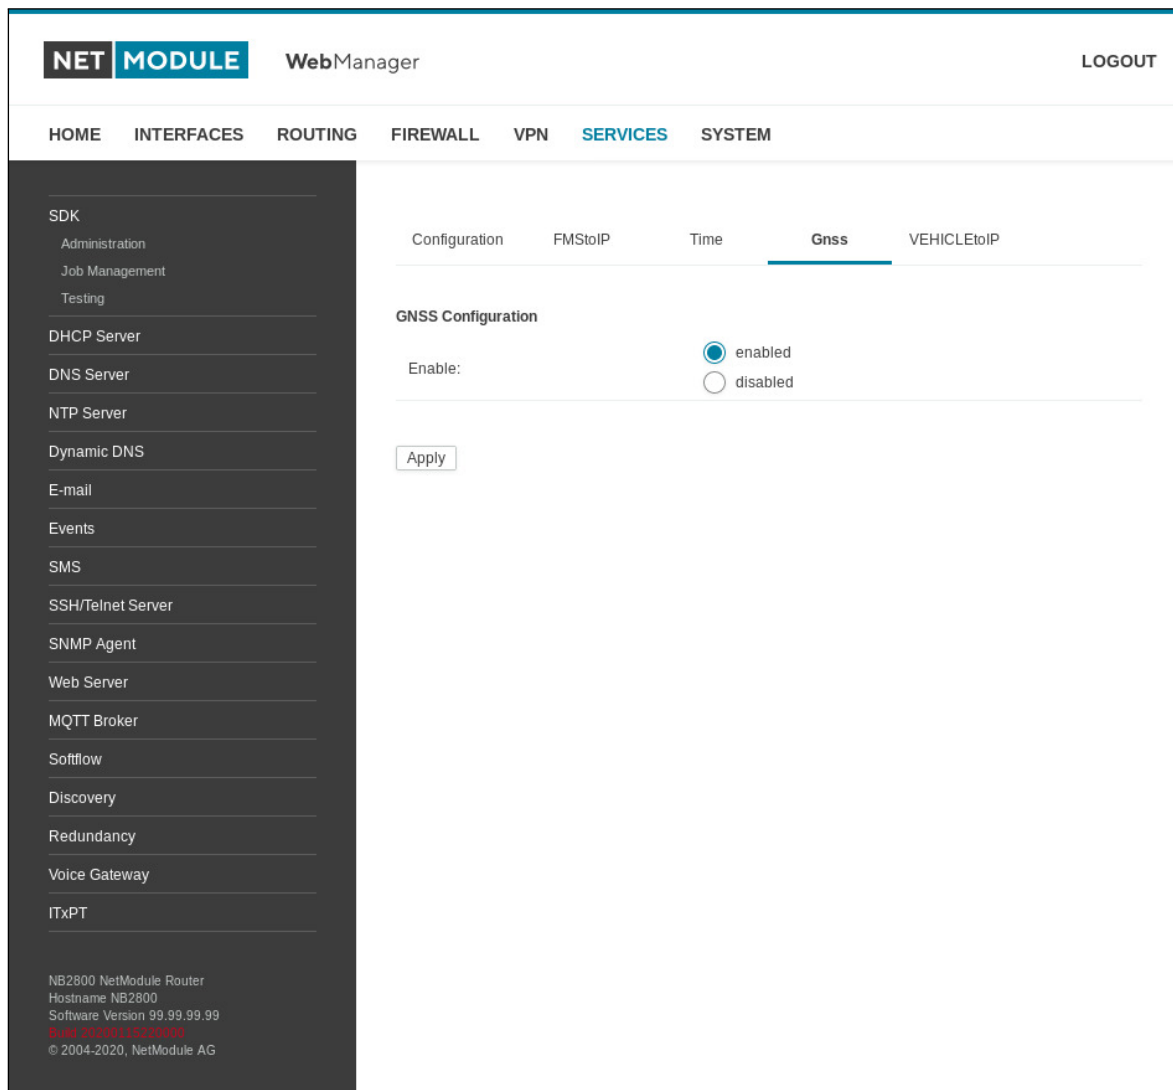 NET MODULE WebManager LOGOUT
HOME INTERFACES ROUTING FIREWALL VPN SERVICES SYSTEM
SDK
Administration
Job Management
Testing
DHCP Server
DNS Server
NTP Server
Dynamic DNS
E-mail
Events
SMS
SSH/Telnet Server
SNMP Agent
Web Server
MQTT Broker
Softflow
Discovery
Redundancy
Voice Gateway
ITxPT
NB2800 NetModule Router
Hostname NB2800
Software Version 99.99.99.99
Build
© 2004-2020, NetModule AG
Configuration FMStoIP Time Gnss VEHICLEtoIP
GNSS Configuration
Enable:
enabled
disabled
Apply